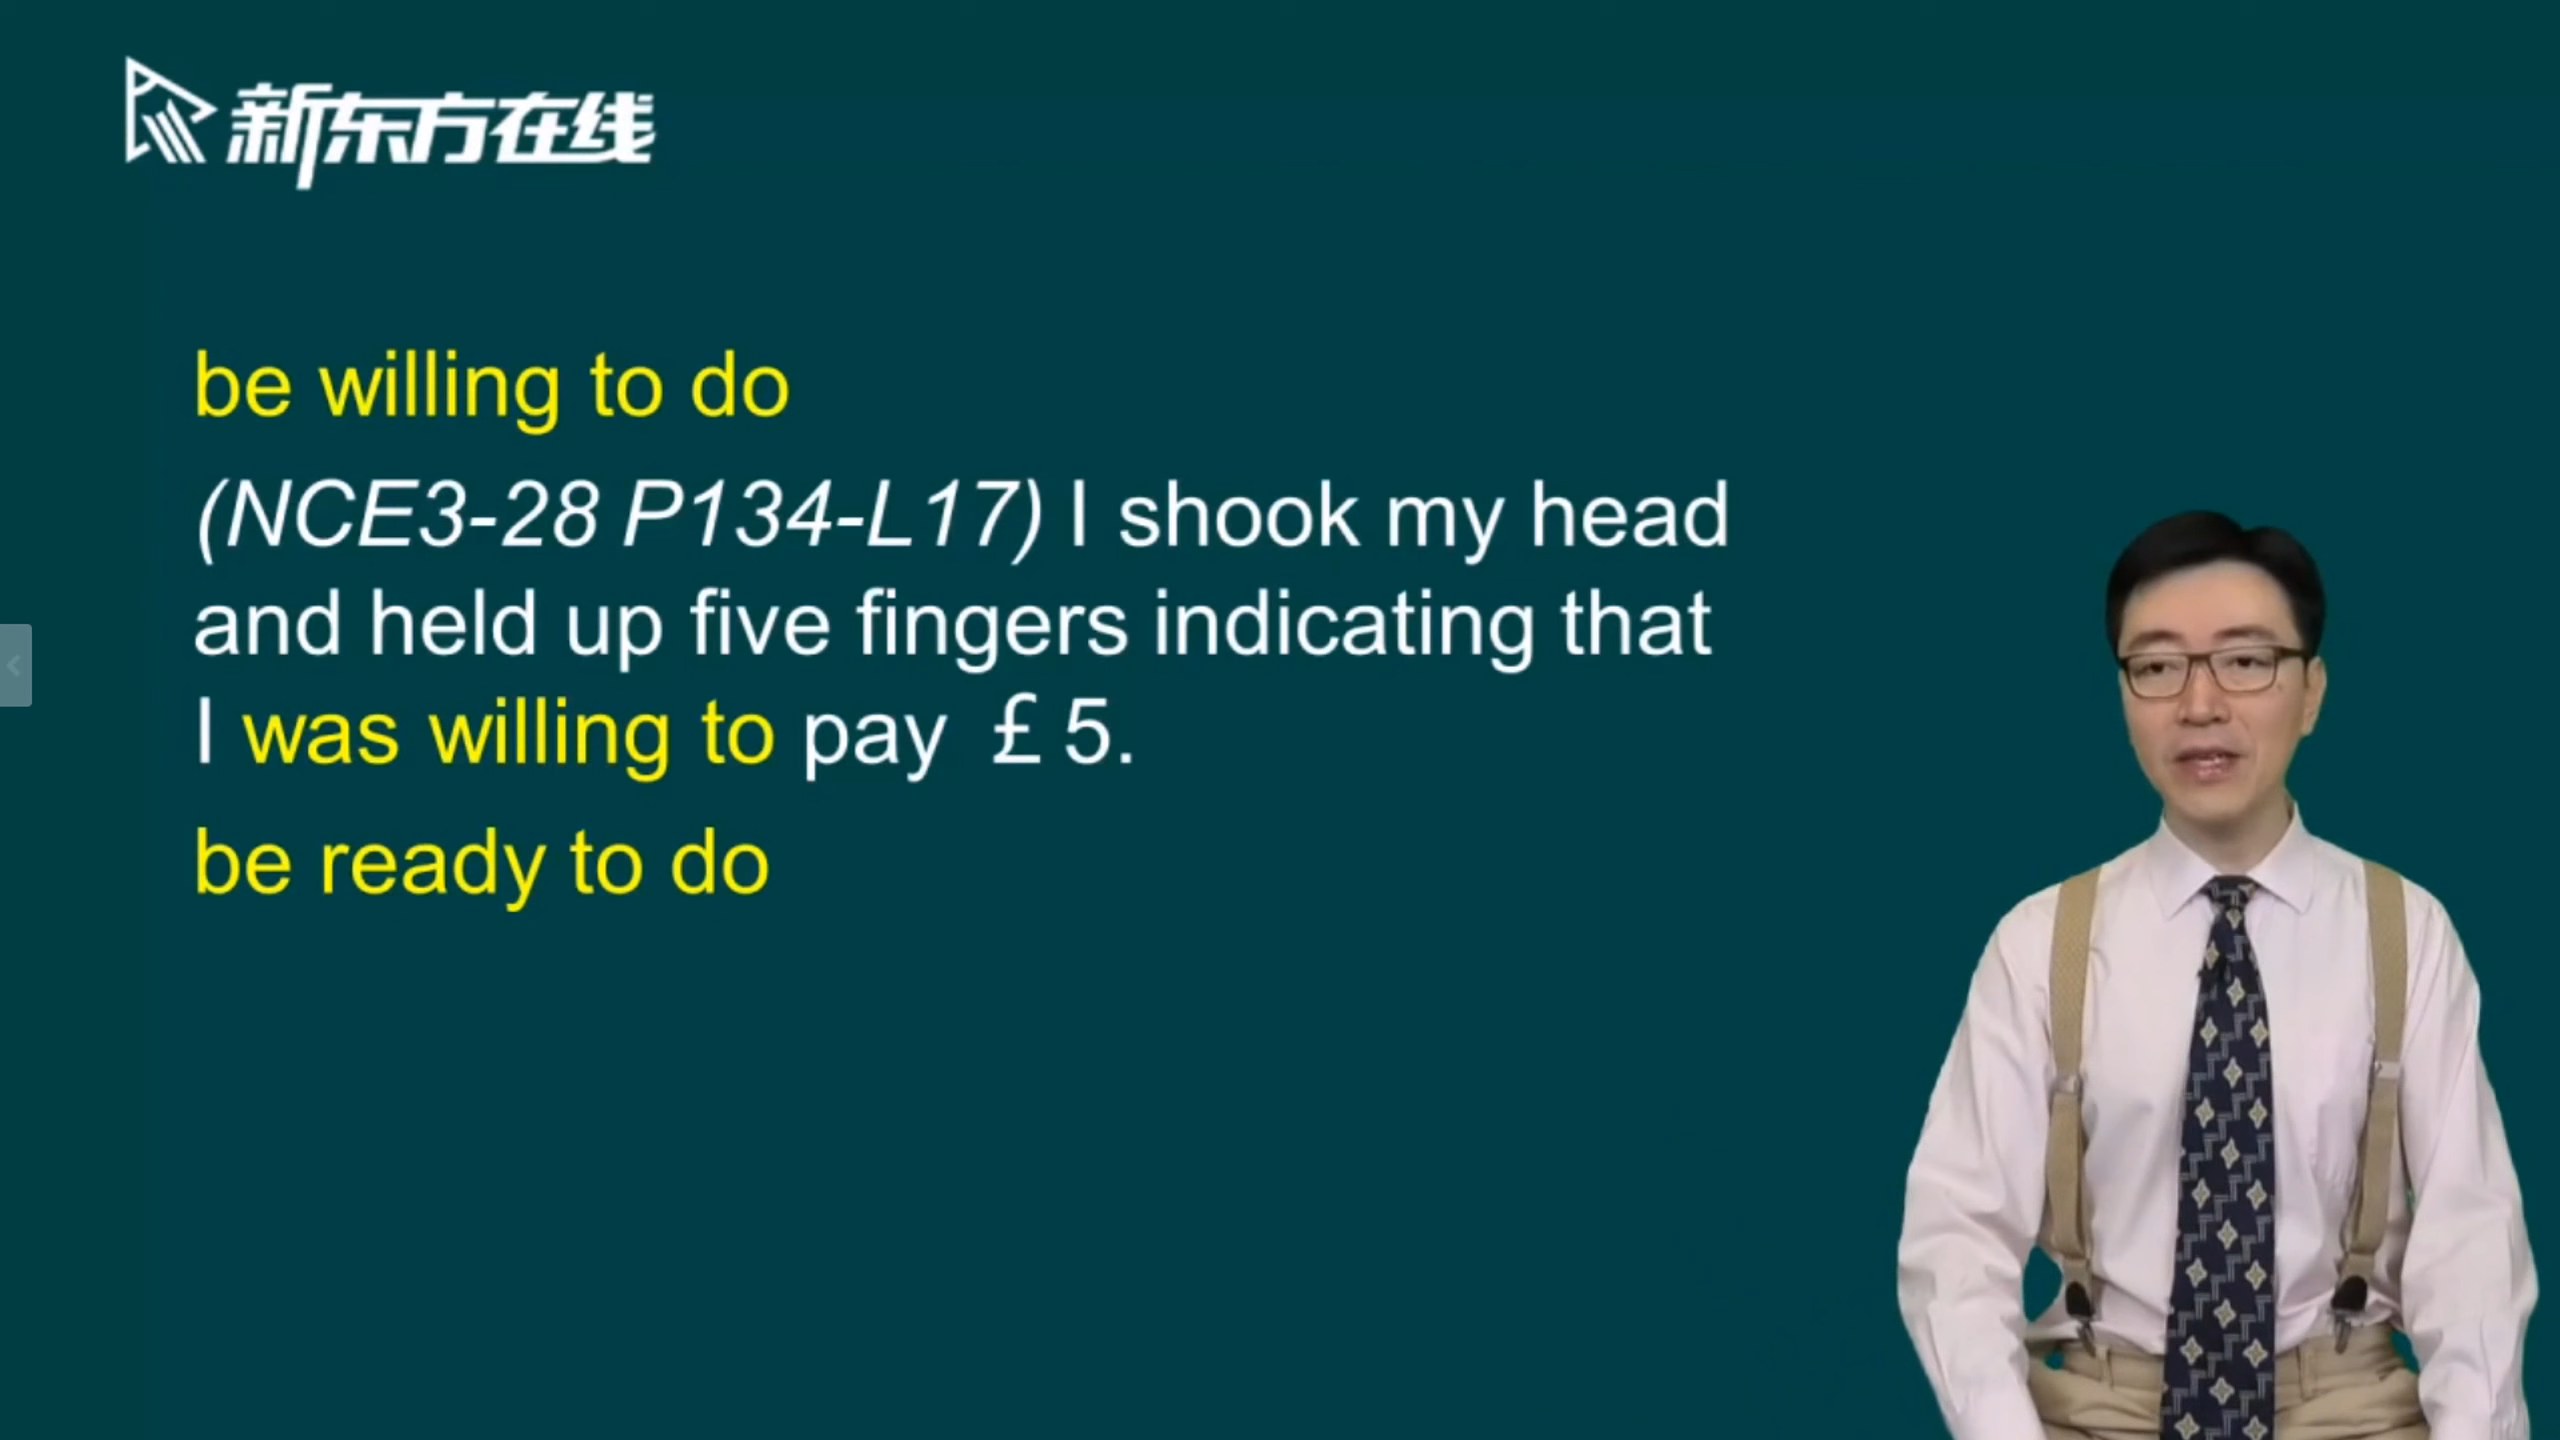 新东方在线
be willing to do
(NCE3-28 P134-L17) I shook my head
and held up five fingers indicating that
I was willing to pay ￡5.
be ready to do